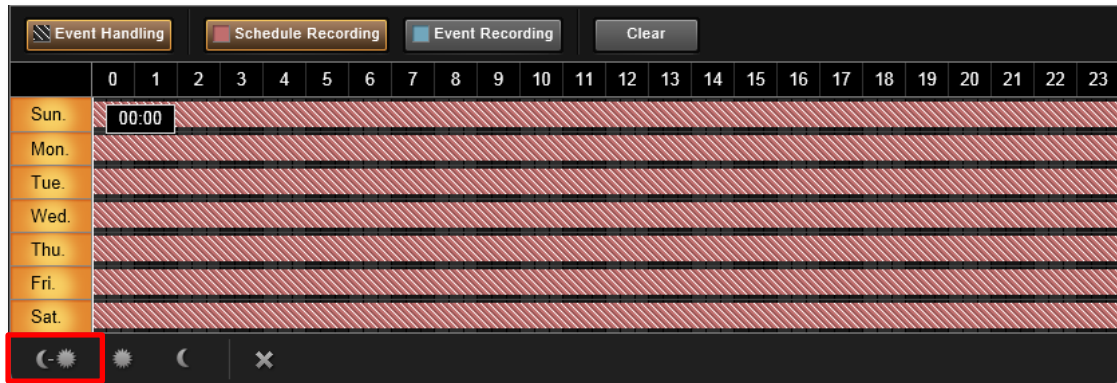 Event Handling Schedule Recording Event Recording Clear
0 1 2 3 4 5 6 7 8 9 10 11 12 13 14 15 16 17 18 19 20 21 22 23
Sun. 00:00
Mon.
Tue.
Wed.
Thu.
Fri.
Sat.